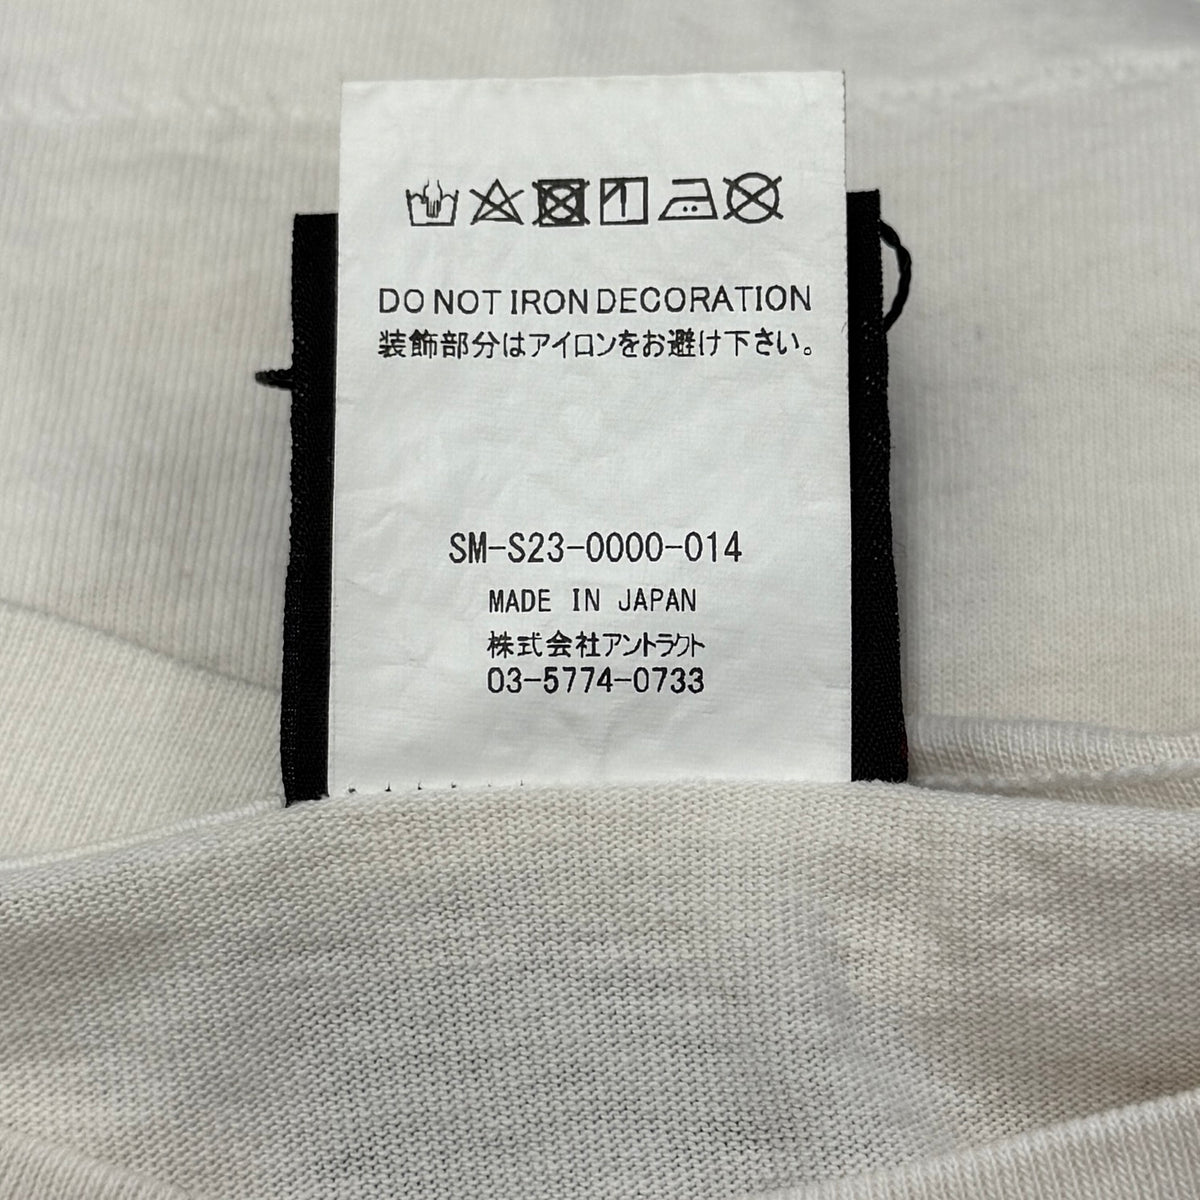 DO NOT IRON DECORATION
装飾部分はアイロンをお避け下さい。
SM-S23-0000-014
MADE IN JAPAN
株式会社アントラクト
03-5774-0733